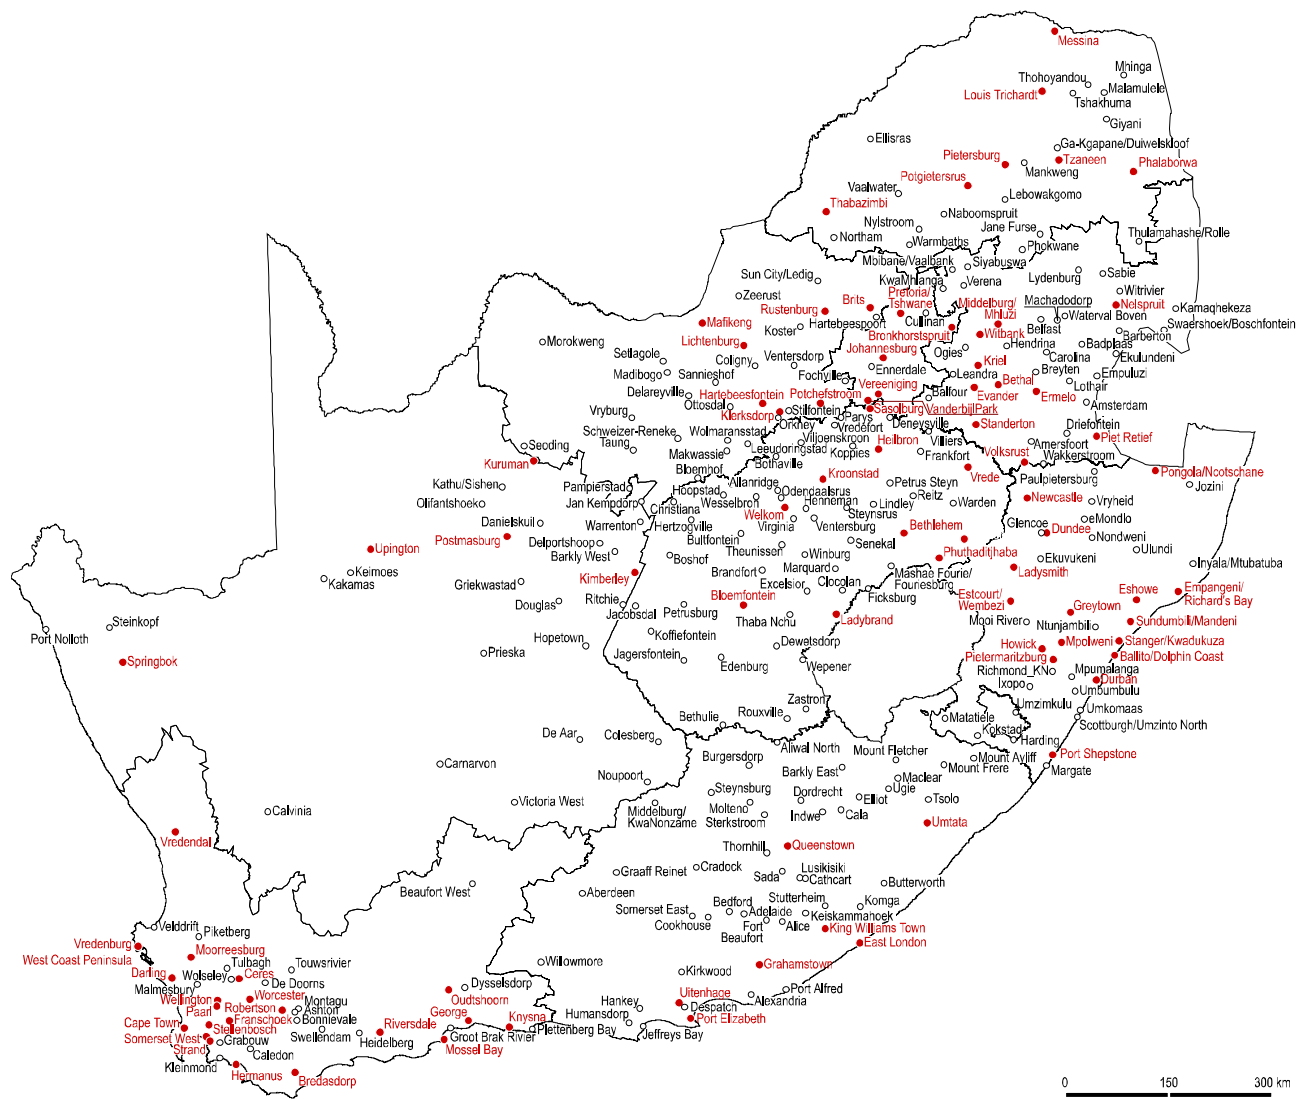 Messina
Mhinga
Thohoyandou
Malamulele
Louis Trichardt
Tshakhuma
Giyani
Ellisras
Ga-Kgapane/Duiwelskloof
Pietersburg
Tzaneen
Phalaborwa
Mankweng
Potgietersrus
Vaalwater
Lebowakgomo
Thabazimbi
Naboomspruit
Nylstroom
Jane Furse
Thulamahashe/Rolle
Northam
Warmbaths
Phokwane
Mbibane/Vaalbank
Siyabuswa
Sun City/Ledig
KwaMhlanga
Verena
Lydenburg
Sabie
Zeerust
Brits
Pretoria/
Tshwane
Middelburg/
Mhluzi
Machadodorp
Witrivier
Nelspruit
Kamaqhekeza
Rustenburg
Mafikeng
Hartebeespoort
Cullinan
Waterval Boven
Swaershoek/Boschfontein
Koster
Bronkhorstspruit
Witbank
Belfast
Barberton
Morokweng
Lichtenburg
Johannesburg
Ogies
Hendrina
Badplaas
Setlagole
Coligny
Ventersdorp
Carolina
Ekulundeni
Madibogo
Sannieshof
Fochville
Ennerdale
Kriel
Leandra
Breyten
Empuluzi
Delareyville
Hartebeesfontein
Potchefstroom
Vereeniging
Balfour
Bethal
Lothair
Evander
Ermelo
Ottosdal
Klerksdorp
Stilfontein
Sasolburg
VanderbijlPark
Amsterdam
Vryburg
Orkney
Parys
Vredefort
Deneysville
Standerton
Schweizer-Reneke
Wolmaransstad
Viljoenskroon
Villiers
Driefontein
Piet Retief
Taung
Seoding
Makwassie
Leeudoringstad
Koppies
Heilbron
Frankfort
Amersfoort
Volksrust
Wakkerstroom
Kuruman
Bloemhof
Bothaville
Kroonstad
Vrede
Paulpietersburg
Pongola/Ncotschane
Kathu/Sishen
Pampierstad
Hoopstad
Allanridge
Odendaalsrus
Petrus Steyn
Jozini
Olifantshoek
Jan Kempdorp
Christiana
Wesselbron
Henneman
Lindley
Reitz
Warden
Newcastle
Vryheid
Danielskuil
Warrenton
Hertzogville
Welkom
Virginia
Ventersburg
Steynsrus
eMondlo
Postmasburg
Delportshoop
Bultfontein
Bethlehem
Glencoe
Dundee
Nondweni
Upington
Barkly West
Boshof
Theunissen
Winburg
Senekal
Phuthaditjhaba
Ekuvukeni
Ulundi
Keimoes
Kakamas
Kimberley
Brandfort
Marquard
Mashae Fourie/
Founesburg
Ladysmith
Inyala/Mtubatuba
Griekwastad
Excelsior
Clocolan
Ficksburg
Eshowe
Empangeni/
Richard's Bay
Douglas
Ritchie
Jacobsdal
Petrusburg
Bloemfontein
Estcourt/
Wembezi
Greytown
Thaba Nchu
Ladybrand
Mooi River
Ntunjambili
Sundumbili/Mandeni
Steinkopf
Port Nolloth
Hopetown
Koffiefontein
Dewetsdorp
Howick
Mpolweni
Stanger/Kwadukuza
Springbok
Prieska
Jagersfontein
Edenburg
Wepener
Pietermaritzburg
Ballito/Dolphin Coast
Richmond_KN
Mpumalanga
Durban
Ixopo
Umbumbulu
Zastron
Umzimkulu
Umkomaas
Bethulie
Rouxville
Matatiele
Scottburgh/Umzinto North
De Aar
Colesberg
Kokstad
Harding
Aliwal North
Mount Fletcher
Mount Ayliff
Port Shepstone
Burgersdorp
Barkly East
Mount Frere
Margate
Carnarvon
Noupoort
Maclear
Steynsburg
Dordrecht
Ugie
Victoria West
Middelburg/
KwaNonzame
Molteno
Elliot
Tsolo
Calvinia
Sterkstroom
Indwe
Cala
Umtata
Vredendal
Thornhill
Queenstown
Graaff Reinet
Cradock
Sada
Lusikisiki
Cathcart
Beaufort West
Aberdeen
Butterworth
Bedford
Stutterheim
Komga
Somerset East
Adelaide
Keiskammahoek
Velddrift
Piketberg
Cookhouse
Fort
Beaufort
Alice
King Williams Town
Vredenburg
East London
West Coast Peninsula
Moorreesburg
Tulbagh
Touwsrivier
Willowmore
Kirkwood
Grahamstown
Darling
Wolseley
Ceres
De Doorns
Malmesbury
Dysselsdorp
Port Alfred
Wellington
Worcester
Oudtshoorn
Uitenhage
Alexandria
Paarl
Robertson
Montagu
Ashton
Hankey
Despatch
Cape Town
Franschoek
Bonnievale
George
Knysna
Humansdorp
Port Elizabeth
Stellenbosch
Riversdale
Plettenberg Bay
Somerset West
Swellendam
Groot Brak Rivier
Jeffreys Bay
Strand
Grabouw
Heidelberg
Mossel Bay
Caledon
Kleinmond
Hermanus
Bredasdorp
0 150 300 km